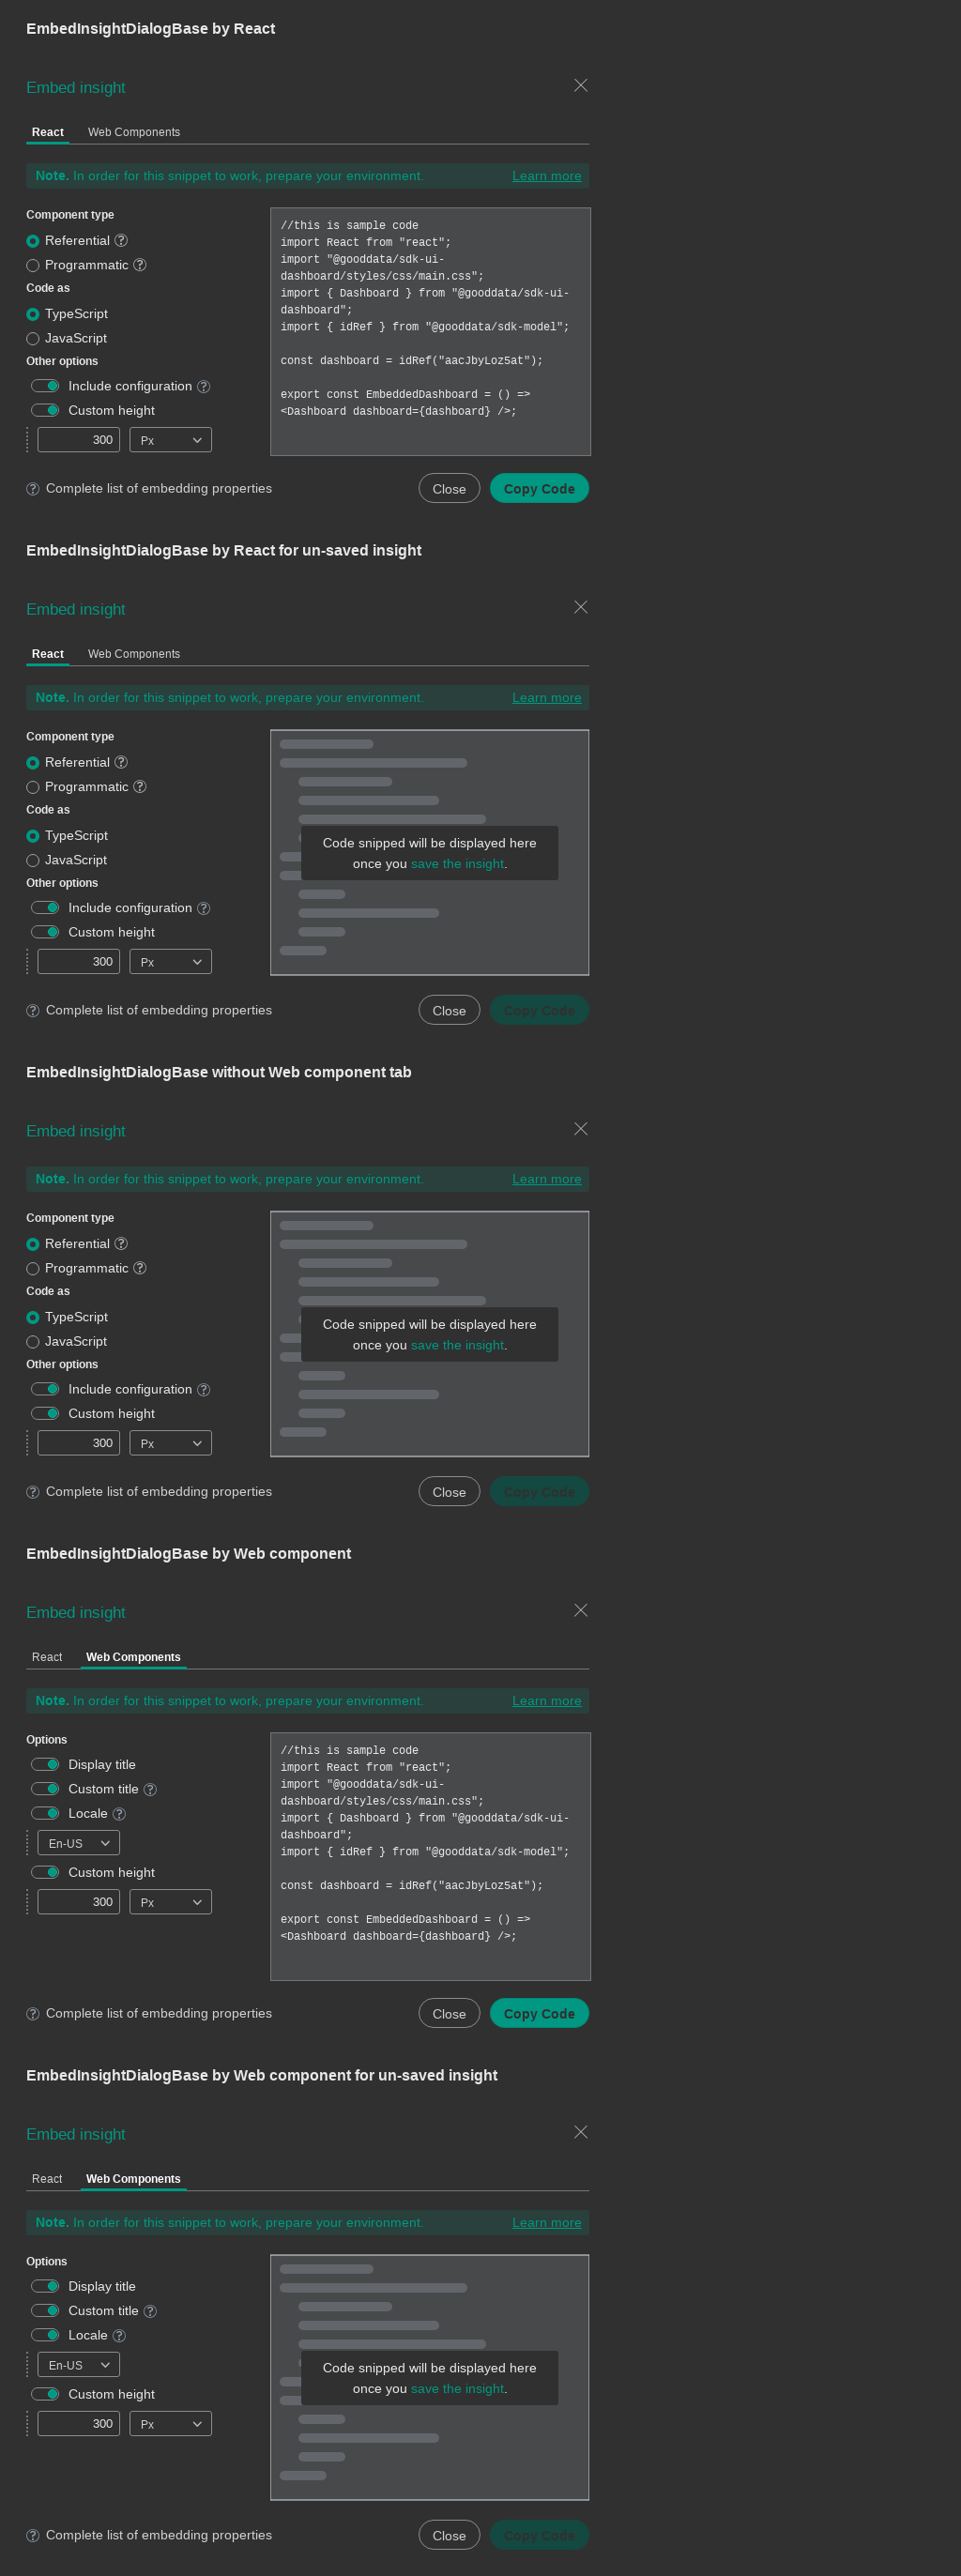 EmbedInsightDialogBase by React
Embed insight
React Web Components
Note. In order for this snippet to work, prepare your environment. Learn more
Component type
Referential
Programmatic
Code as
TypeScript
JavaScript
Other options
Include configuration
Custom height
300 Px
//this is sample code
import React from "react";
import "@gooddata/sdk-ui-
dashboard/styles/css/main.css";
import { Dashboard } from "@gooddata/sdk-ui-
dashboard";
import { idRef } from "@gooddata/sdk-model";
const dashboard = idRef("aacJbyLoz5at");
export const EmbeddedDashboard = () =>
<Dashboard dashboard={dashboard} />;
Complete list of embedding properties Close Copy Code
EmbedInsightDialogBase by React for un-saved insight
Embed insight
React Web Components
Note. In order for this snippet to work, prepare your environment. Learn more
Component type
Referential
Programmatic
Code as
TypeScript
JavaScript
Other options
Include configuration
Custom height
300 Px
Code snipped will be displayed here
once you save the insight.
Complete list of embedding properties Close Copy Code
EmbedInsightDialogBase without Web component tab
Embed insight
Note. In order for this snippet to work, prepare your environment. Learn more
Component type
Referential
Programmatic
Code as
TypeScript
JavaScript
Other options
Include configuration
Custom height
300 Px
Code snipped will be displayed here
once you save the insight.
Complete list of embedding properties Close Copy Code
EmbedInsightDialogBase by Web component
Embed insight
React Web Components
Note. In order for this snippet to work, prepare your environment. Learn more
Options
Display title
Custom title
Locale
En-US
Custom height
300 Px
//this is sample code
import React from "react";
import "@gooddata/sdk-ui-
dashboard/styles/css/main.css";
import { Dashboard } from "@gooddata/sdk-ui-
dashboard";
import { idRef } from "@gooddata/sdk-model";
const dashboard = idRef("aacJbyLoz5at");
export const EmbeddedDashboard = () =>
<Dashboard dashboard={dashboard} />;
Complete list of embedding properties Close Copy Code
EmbedInsightDialogBase by Web component for un-saved insight
Embed insight
React Web Components
Note. In order for this snippet to work, prepare your environment. Learn more
Options
Display title
Custom title
Locale
En-US
Custom height
300 Px
Code snipped will be displayed here
once you save the insight.
Complete list of embedding properties Close Copy Code